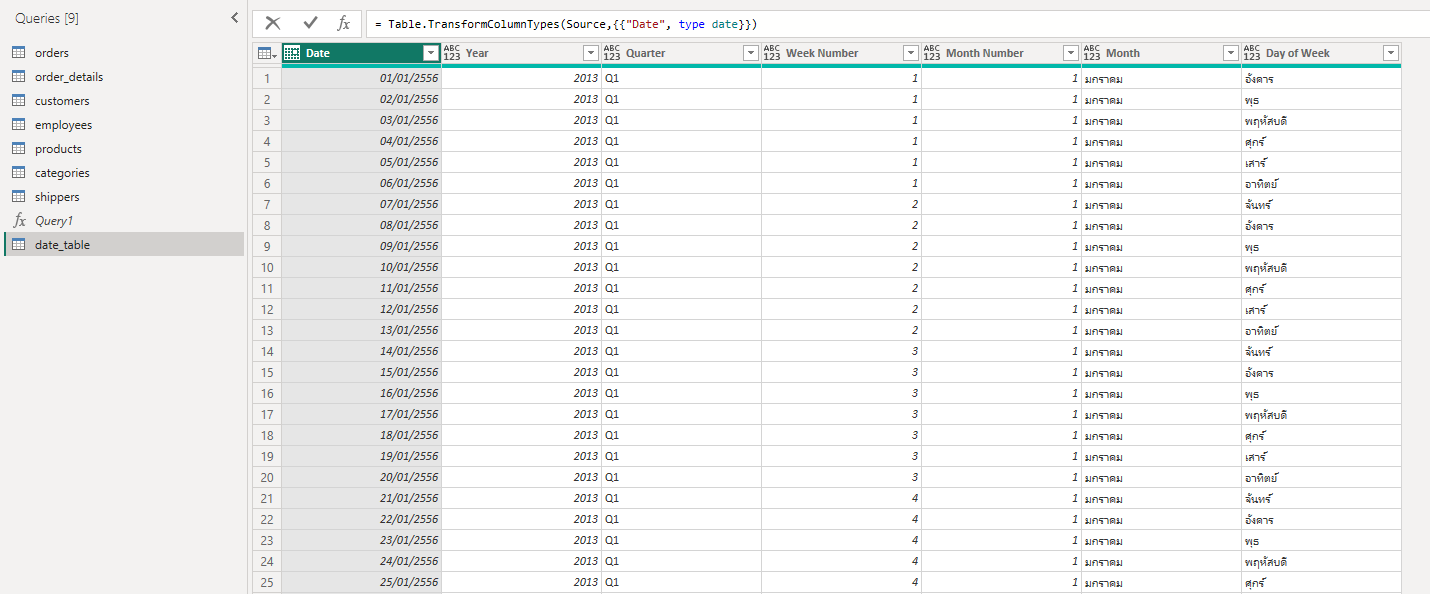 Queries [9]
orders
order_details
customers
employees
products
categories
shippers
Query1
date_table
= Table.TransformColumnTypes(Source,{{"Date", type date}})
Date ABC 123 Year ABC 123 Quarter ABC 123 Week Number ABC 123 Month Number ABC 123 Month ABC 123 Day of Week
1 01/01/2556 2013 Q1 1 1 มกราคม อังคาร
2 02/01/2556 2013 Q1 1 1 มกราคม พุธ
3 03/01/2556 2013 Q1 1 1 มกราคม พฤหัสบดี
4 04/01/2556 2013 Q1 1 1 มกราคม ศุกร์
5 05/01/2556 2013 Q1 1 1 มกราคม เสาร์
6 06/01/2556 2013 Q1 1 1 มกราคม อาทิตย์
7 07/01/2556 2013 Q1 2 1 มกราคม จันทร์
8 08/01/2556 2013 Q1 2 1 มกราคม อังคาร
9 09/01/2556 2013 Q1 2 1 มกราคม พุธ
10 10/01/2556 2013 Q1 2 1 มกราคม พฤหัสบดี
11 11/01/2556 2013 Q1 2 1 มกราคม ศุกร์
12 12/01/2556 2013 Q1 2 1 มกราคม เสาร์
13 13/01/2556 2013 Q1 2 1 มกราคม อาทิตย์
14 14/01/2556 2013 Q1 3 1 มกราคม จันทร์
15 15/01/2556 2013 Q1 3 1 มกราคม อังคาร
16 16/01/2556 2013 Q1 3 1 มกราคม พุธ
17 17/01/2556 2013 Q1 3 1 มกราคม พฤหัสบดี
18 18/01/2556 2013 Q1 3 1 มกราคม ศุกร์
19 19/01/2556 2013 Q1 3 1 มกราคม เสาร์
20 20/01/2556 2013 Q1 3 1 มกราคม อาทิตย์
21 21/01/2556 2013 Q1 4 1 มกราคม จันทร์
22 22/01/2556 2013 Q1 4 1 มกราคม อังคาร
23 23/01/2556 2013 Q1 4 1 มกราคม พุธ
24 24/01/2556 2013 Q1 4 1 มกราคม พฤหัสบดี
25 25/01/2556 2013 Q1 4 1 มกราคม ศุกร์